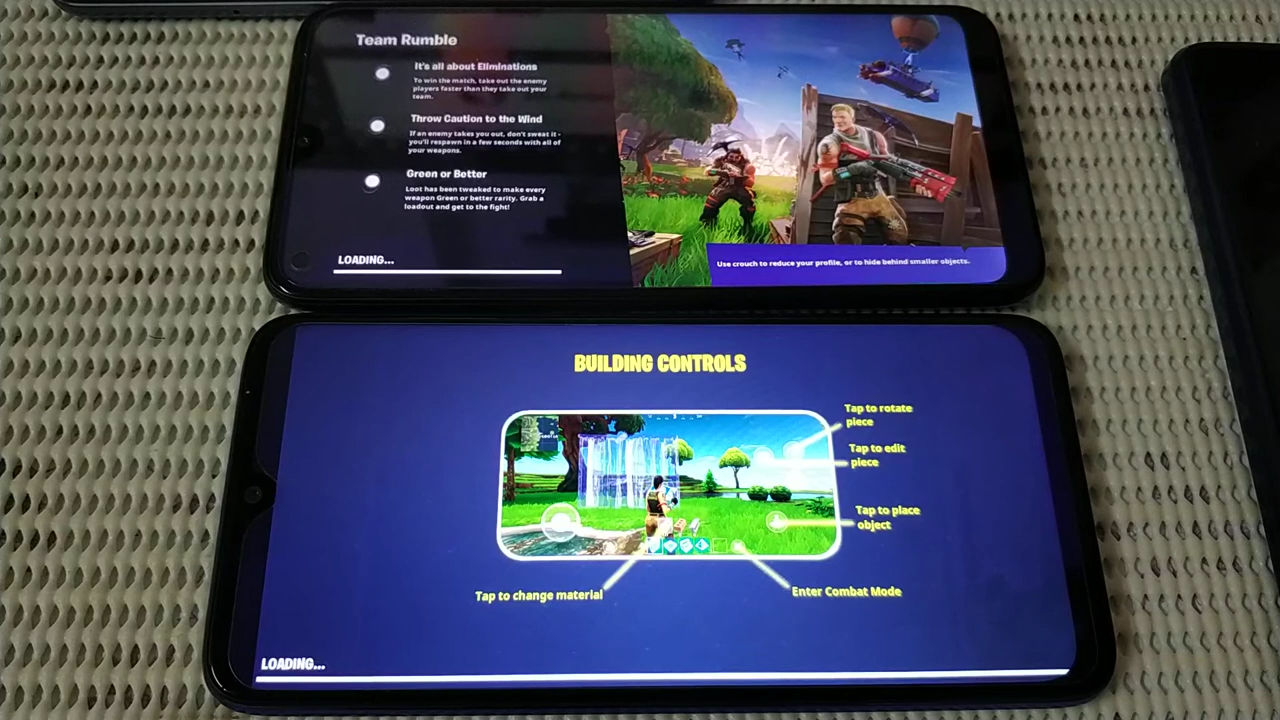 Team Rumble
It's all about Eliminations
To win the match, take out the enemy
players faster than they take out your
team.
Throw Caution to the Wind
If an enemy takes you out, don't sweat it -
you'll respawn in a few seconds with all of
your weapons.
Green or Better
Loot has been tweaked to make every
weapon Green or better rarity. Grab a
loadout and get to the fight!
LOADING...
Use crouch to reduce your profile, or to hide behind smaller objects.
BUILDING CONTROLS
Tap to rotate
piece
Tap to edit
piece
Tap to place
object
Tap to change material
Enter Combat Mode
LOADING...